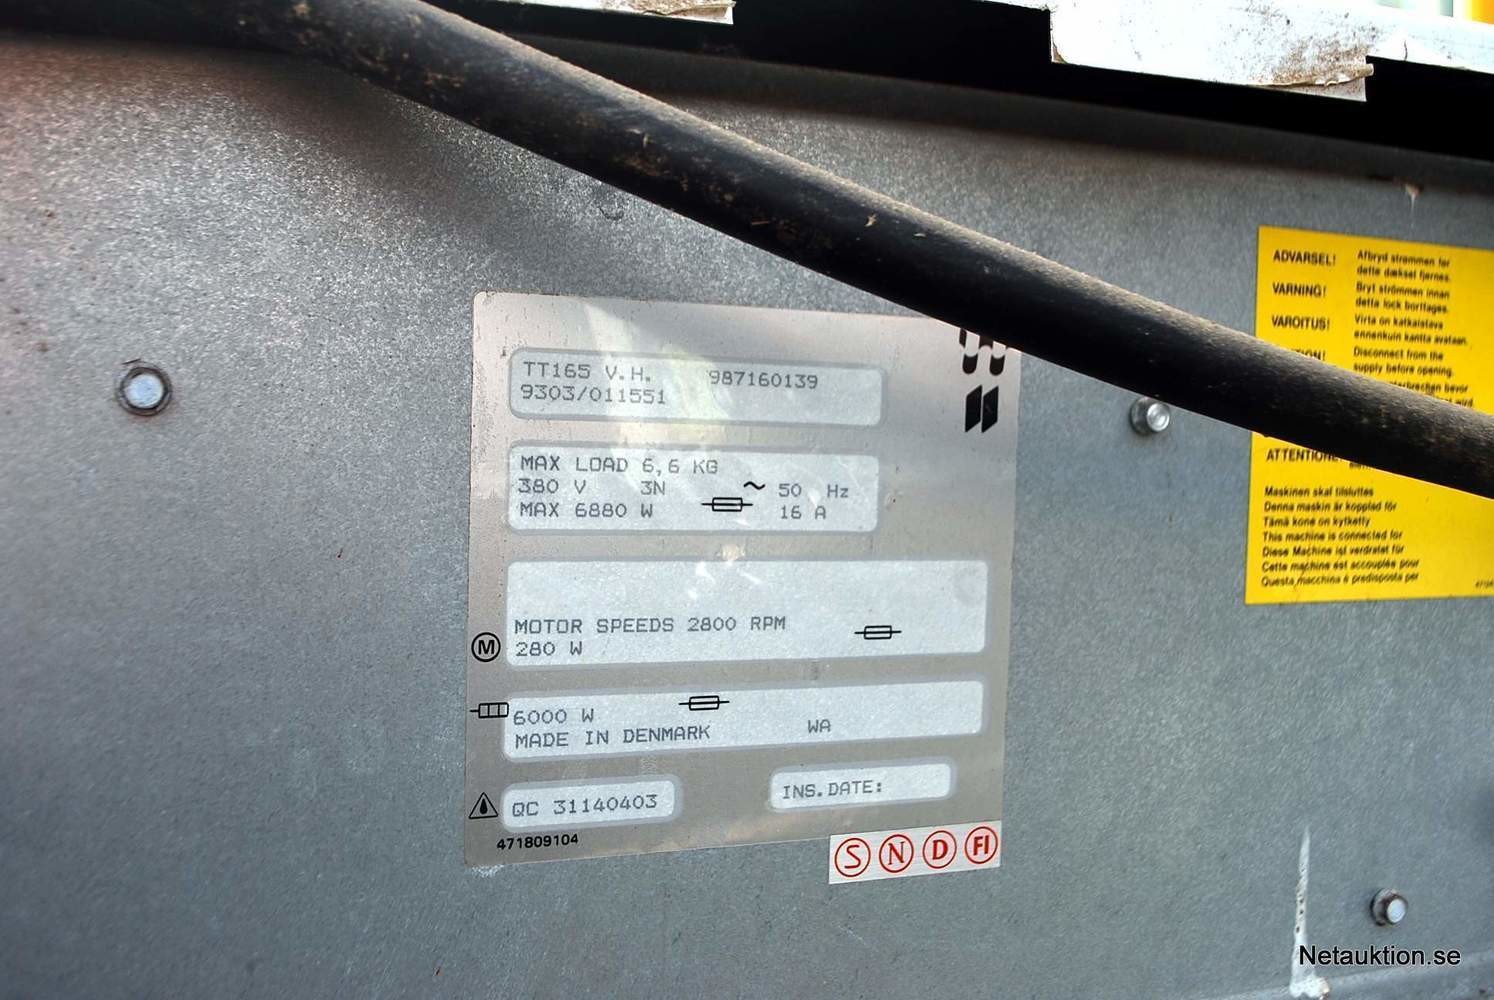 TT165 V.H. 987160139
9303/011551
MAX LOAD 6,6 KG
380 V 3N ~ 50 Hz
MAX 6880 W 16 A
MOTOR SPEEDS 2800 RPM
M 280 W
6000 W
MADE IN DENMARK WA
QC 31140403
INS.DATE:
471809104
S N D FI
ADVARSEL! Afbryd strømmen før
dette dæksel fjernes.
VARNING! Bryt strömmen innan
detta lock borttages.
VAROITUS! Virta on katkaistava
ennenkuin kantta avataan.
Disconnect from the
supply before opening.
bevor
ATTENTION
Maskinen skal tilsluttes
Denna maskin är kopplad för
Tämä kone on kytketty
This machine is connected for
Diese Machine ist verdratet für
Cette machine est accouplée pour
Questa macchina è predisposta per
Netauktion.se